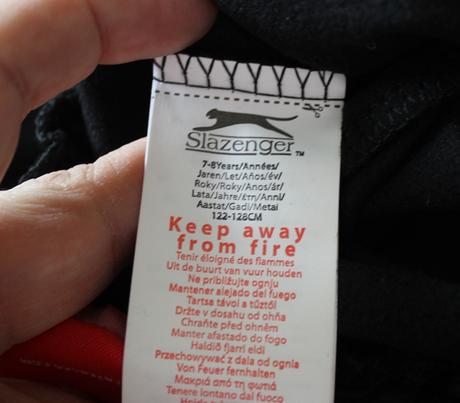 Slazenger™
7-8Years/Années/
Jaren/Let/Años/év/
Roky/Roky/Anos/ár/
Lata/Jahre/έτη/Anni/
Aastat/Gadi/Metai
122-128CM
Keep away
from fire
Tenir éloigné des flammes
Uit de buurt van vuur houden
Ne približujte ognju
Mantener alejado del fuego
Tartsa távol a tűztől
Držte v dosahu od ohňa
Chraňte před ohněm
Manter afastado do fogo
Haldið fjarri eldi
Przechowywać z dala od ognia
Von Feuer fernhalten
Μακριά από τη φωτιά
Tenere lontano dal fuoco